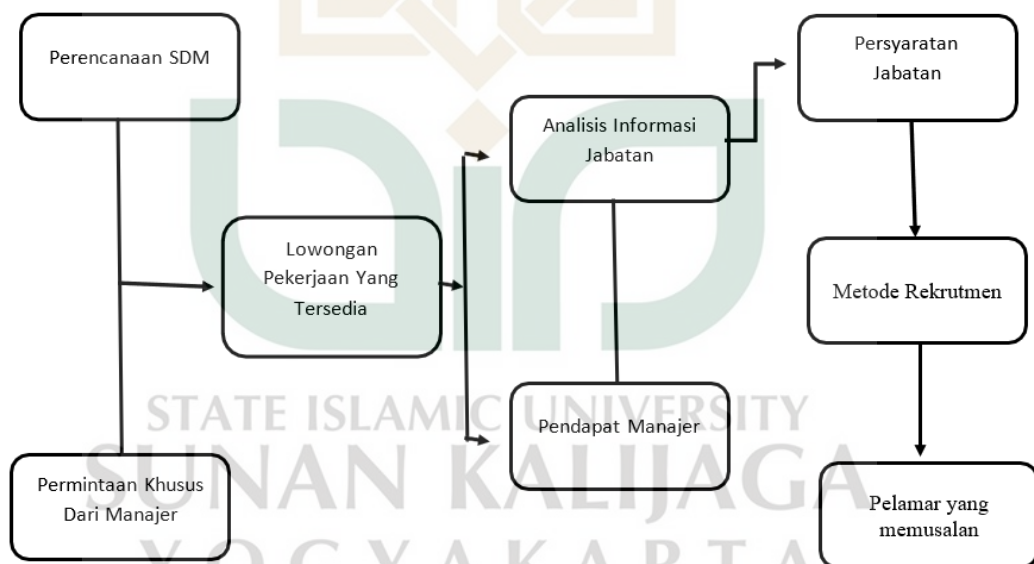 Perencanaan SDM
Persyaratan
Jabatan
Analisis Informasi
Jabatan
Lowongan
Pekerjaan Yang
Tersedia
Metode Rekrutmen
Pendapat Manajer
Permintaan Khusus
Dari Manajer
Pelamar yang
memusalan
STATE ISLAMIC UNIVERSITY
SUNAN KALIJAGA
YOGYAKARTA